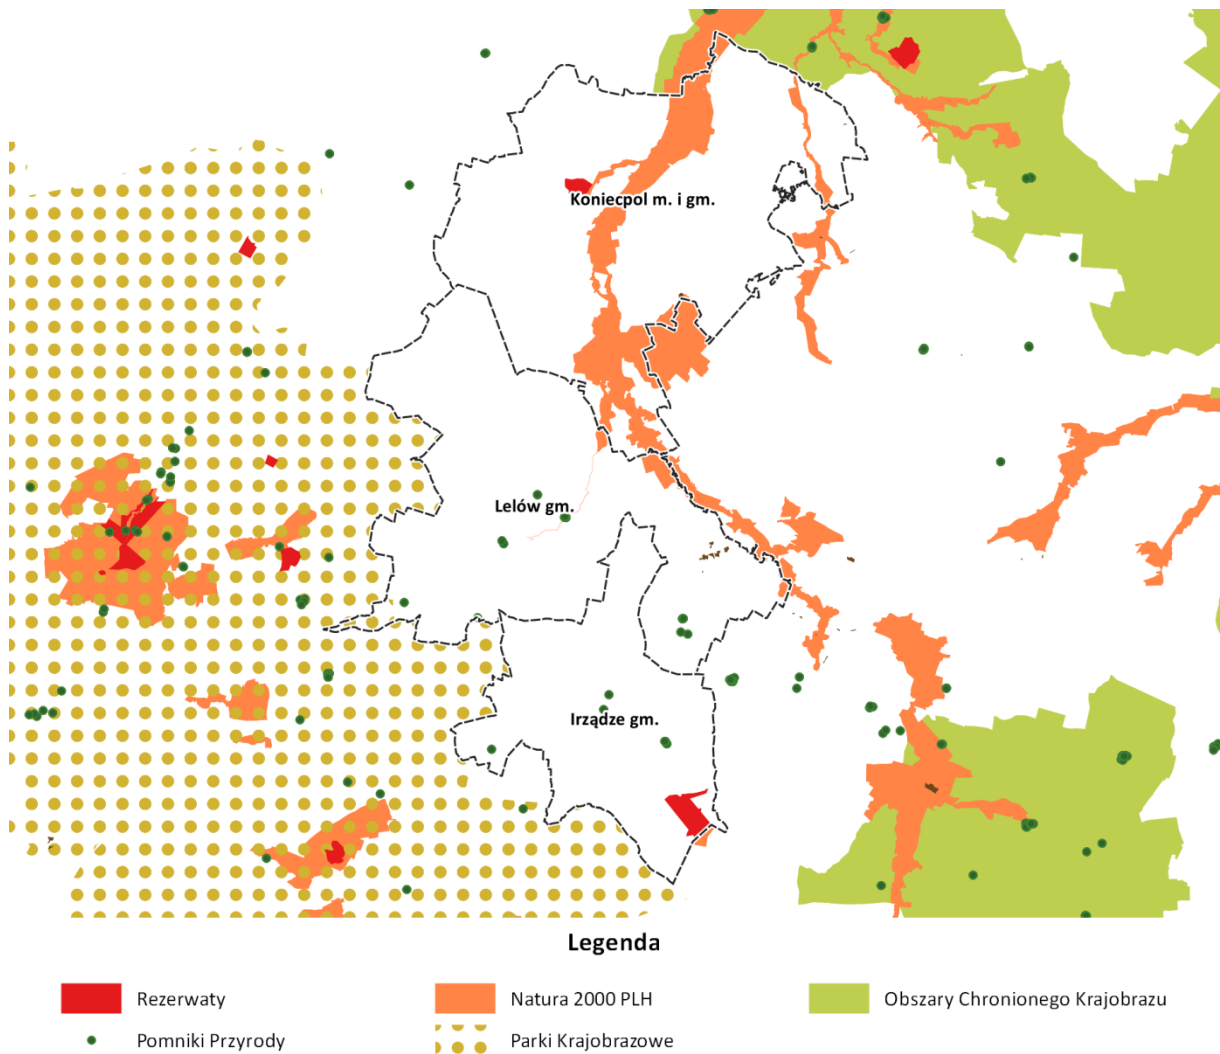 Koniecpol m. i gm.
Lelów gm.
Irządze gm.
Legenda
Rezerwaty
Natura 2000 PLH
Obszary Chronionego Krajobrazu
Pomniki Przyrody
Parki Krajobrazowe